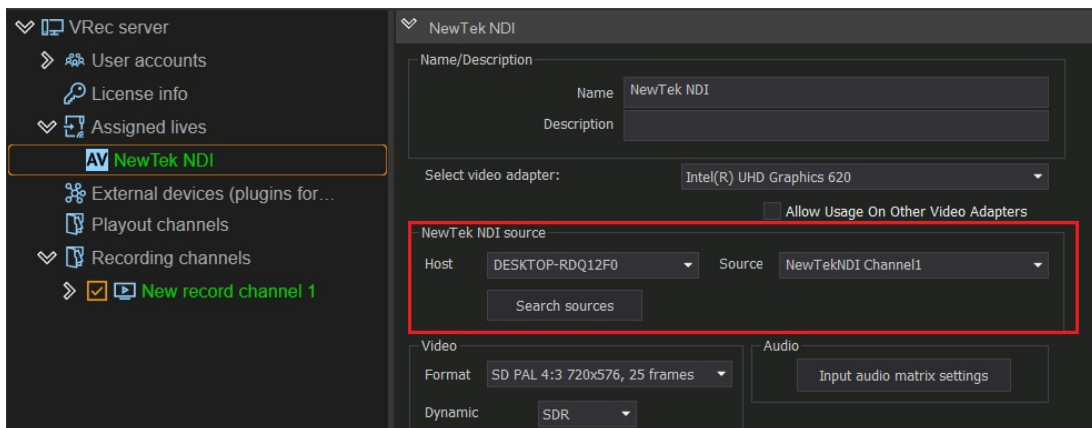 VRec server
User accounts
License info
Assigned lives
AV NewTek NDI
External devices (plugins for...
Playout channels
Recording channels
New record channel 1
NewTek NDI
Name/Description
Name NewTek NDI
Description
Select video adapter: Intel(R) UHD Graphics 620
Allow Usage On Other Video Adapters
NewTek NDI source
Host DESKTOP-RDQ12F0 Source NewTekNDI Channel1
Search sources
Video
Format SD PAL 4:3 720x576, 25 frames
Dynamic SDR
Audio
Input audio matrix settings